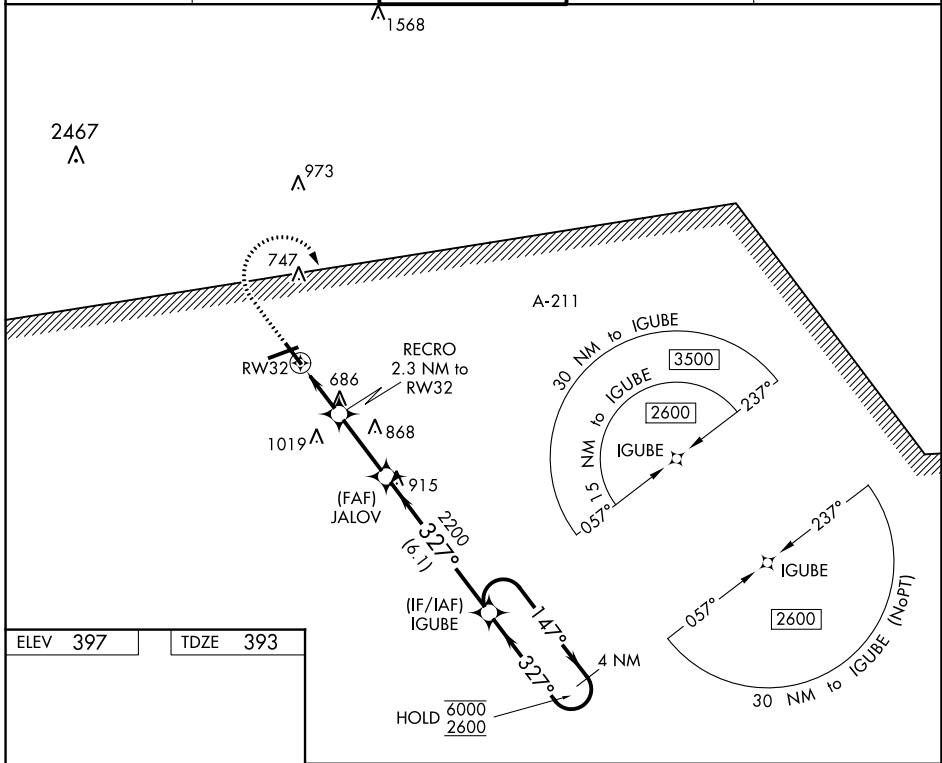 1568
2467
973
747
A-211
RECRO
2.3 NM to
RW32
RW32
686
1019
868
(FAF)
JALOV
915
2200
327°
(6.1)
30 NM to IGUBE
3500
15 NM to IGUBE
2600
237°
IGUBE
057°
237°
IGUBE
057°
2600
30 NM to IGUBE (NoPT)
(IF/IAF)
IGUBE
147°
327°
4 NM
HOLD 6000
2600
ELEV 397
TDZE 393